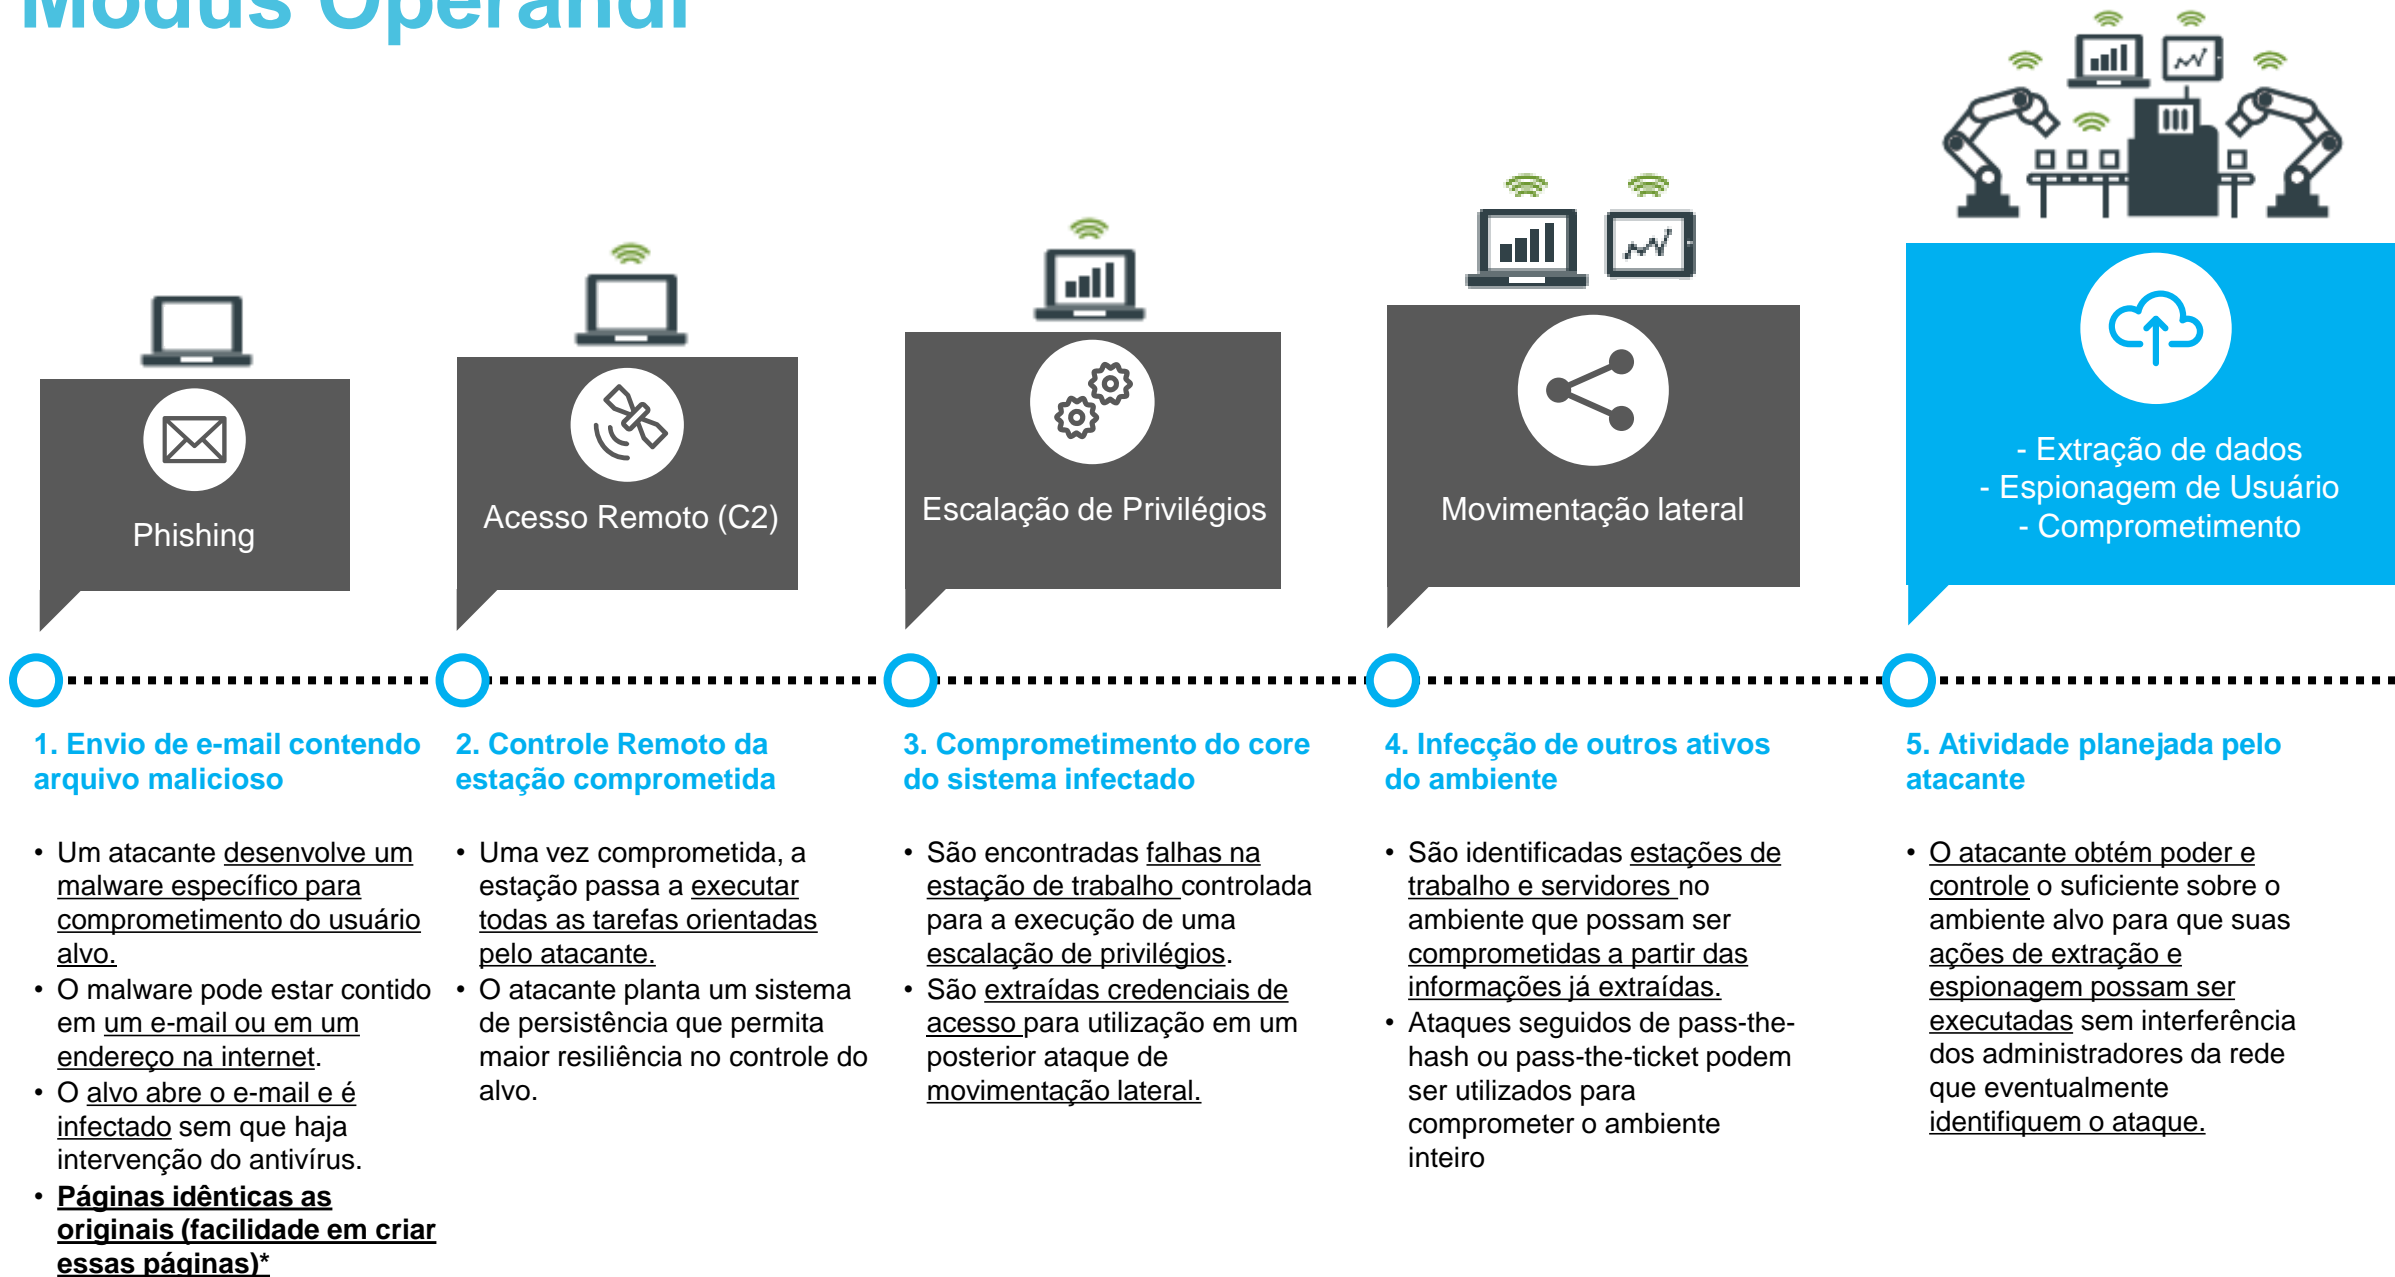 Modus Operandi
Phishing
Acesso Remoto (C2)
Escalação de Privilégios
Movimentação lateral
- Extração de dados
- Espionagem de Usuário
- Comprometimento
1. Envio de e-mail contendo
arquivo malicioso
• Um atacante desenvolve um
malware específico para
comprometimento do usuário
alvo.
• O malware pode estar contido
em um e-mail ou em um
endereço na internet.
• O alvo abre o e-mail e é
infectado sem que haja
intervenção do antivírus.
• Páginas idênticas as
originais (facilidade em criar
essas páginas)*
2. Controle Remoto da
estação comprometida
• Uma vez comprometida, a
estação passa a executar
todas as tarefas orientadas
pelo atacante.
• O atacante planta um sistema
de persistência que permita
maior resiliência no controle do
alvo.
3. Comprometimento do core
do sistema infectado
• São encontradas falhas na
estação de trabalho controlada
para a execução de uma
escalação de privilégios.
• São extraídas credenciais de
acesso para utilização em um
posterior ataque de
movimentação lateral.
4. Infecção de outros ativos
do ambiente
• São identificadas estações de
trabalho e servidores no
ambiente que possam ser
comprometidas a partir das
informações já extraídas.
• Ataques seguidos de pass-the-
hash ou pass-the-ticket podem
ser utilizados para
comprometer o ambiente
inteiro
5. Atividade planejada pelo
atacante
• O atacante obtém poder e
controle o suficiente sobre o
ambiente alvo para que suas
ações de extração e
espionagem possam ser
executadas sem interferência
dos administradores da rede
que eventualmente
identifiquem o ataque.